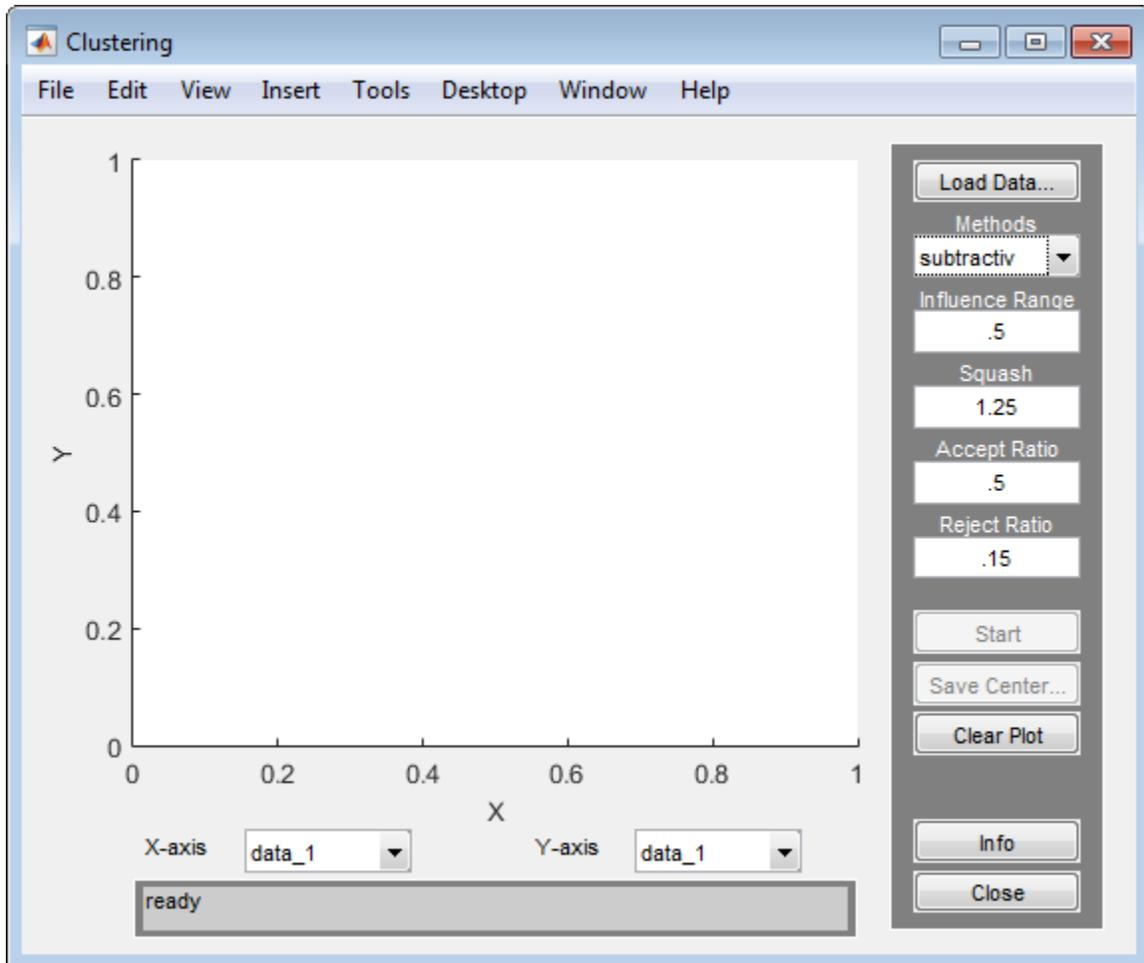 Clustering
File Edit View Insert Tools Desktop Window Help
1
0.8
0.6
0.4
0.2
0
Y
0 0.2 0.4 0.6 0.8 1
X
X-axis data_1 Y-axis data_1
ready
Load Data...
Methods
subtractiv
Influence Range
.5
Squash
1.25
Accept Ratio
.5
Reject Ratio
.15
Start
Save Center...
Clear Plot
Info
Close